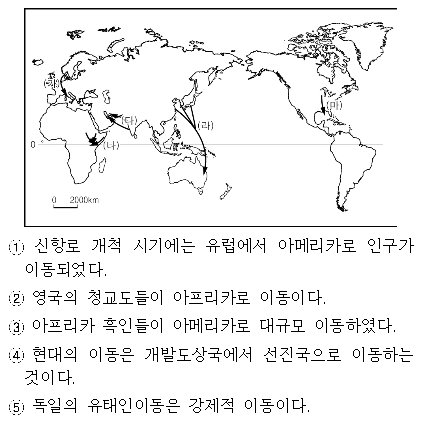 (가)
(나)
(다)
(라)
(마)
0
0 2000km
① 신항로 개척 시기에는 유럽에서 아메리카로 인구가
이동되었다.
② 영국의 청교도들이 아프리카로 이동이다.
③ 아프리카 흑인들이 아메리카로 대규모 이동하였다.
④ 현대의 이동은 개발도상국에서 선진국으로 이동하는
것이다.
⑤ 독일의 유태인이동은 강제적 이동이다.